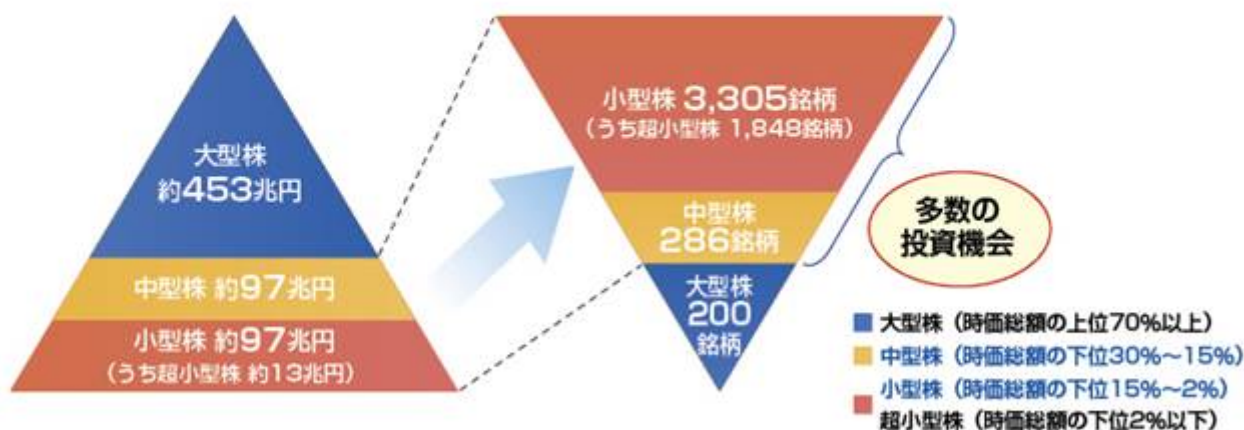 大型株
約453兆円
中型株 約97兆円
小型株 約97兆円
（うち超小型株 約13兆円）
小型株 3,305銘柄
（うち超小型株 1,848銘柄）
中型株
286銘柄
大型株
200
銘柄
多数の
投資機会
大型株（時価総額の上位70%以上）
中型株（時価総額の下位30%～15%）
小型株（時価総額の下位15%～2%）
超小型株（時価総額の下位2%以下）